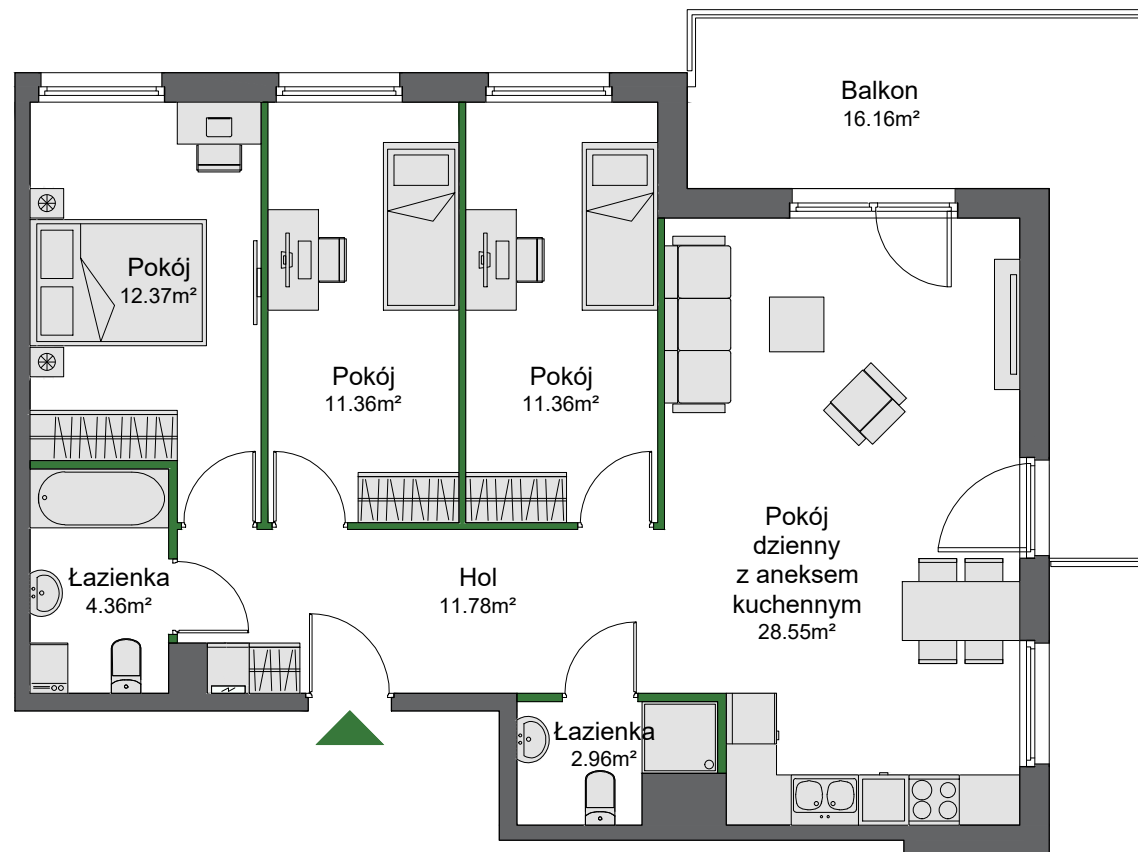 Balkon
16.16m²
Pokój
12.37m²
Pokój
11.36m²
Pokój
11.36m²
Pokój
dzienny
z aneksem
kuchennym
28.55m²
Łazienka
4.36m²
Hol
11.78m²
Łazienka
2.96m²